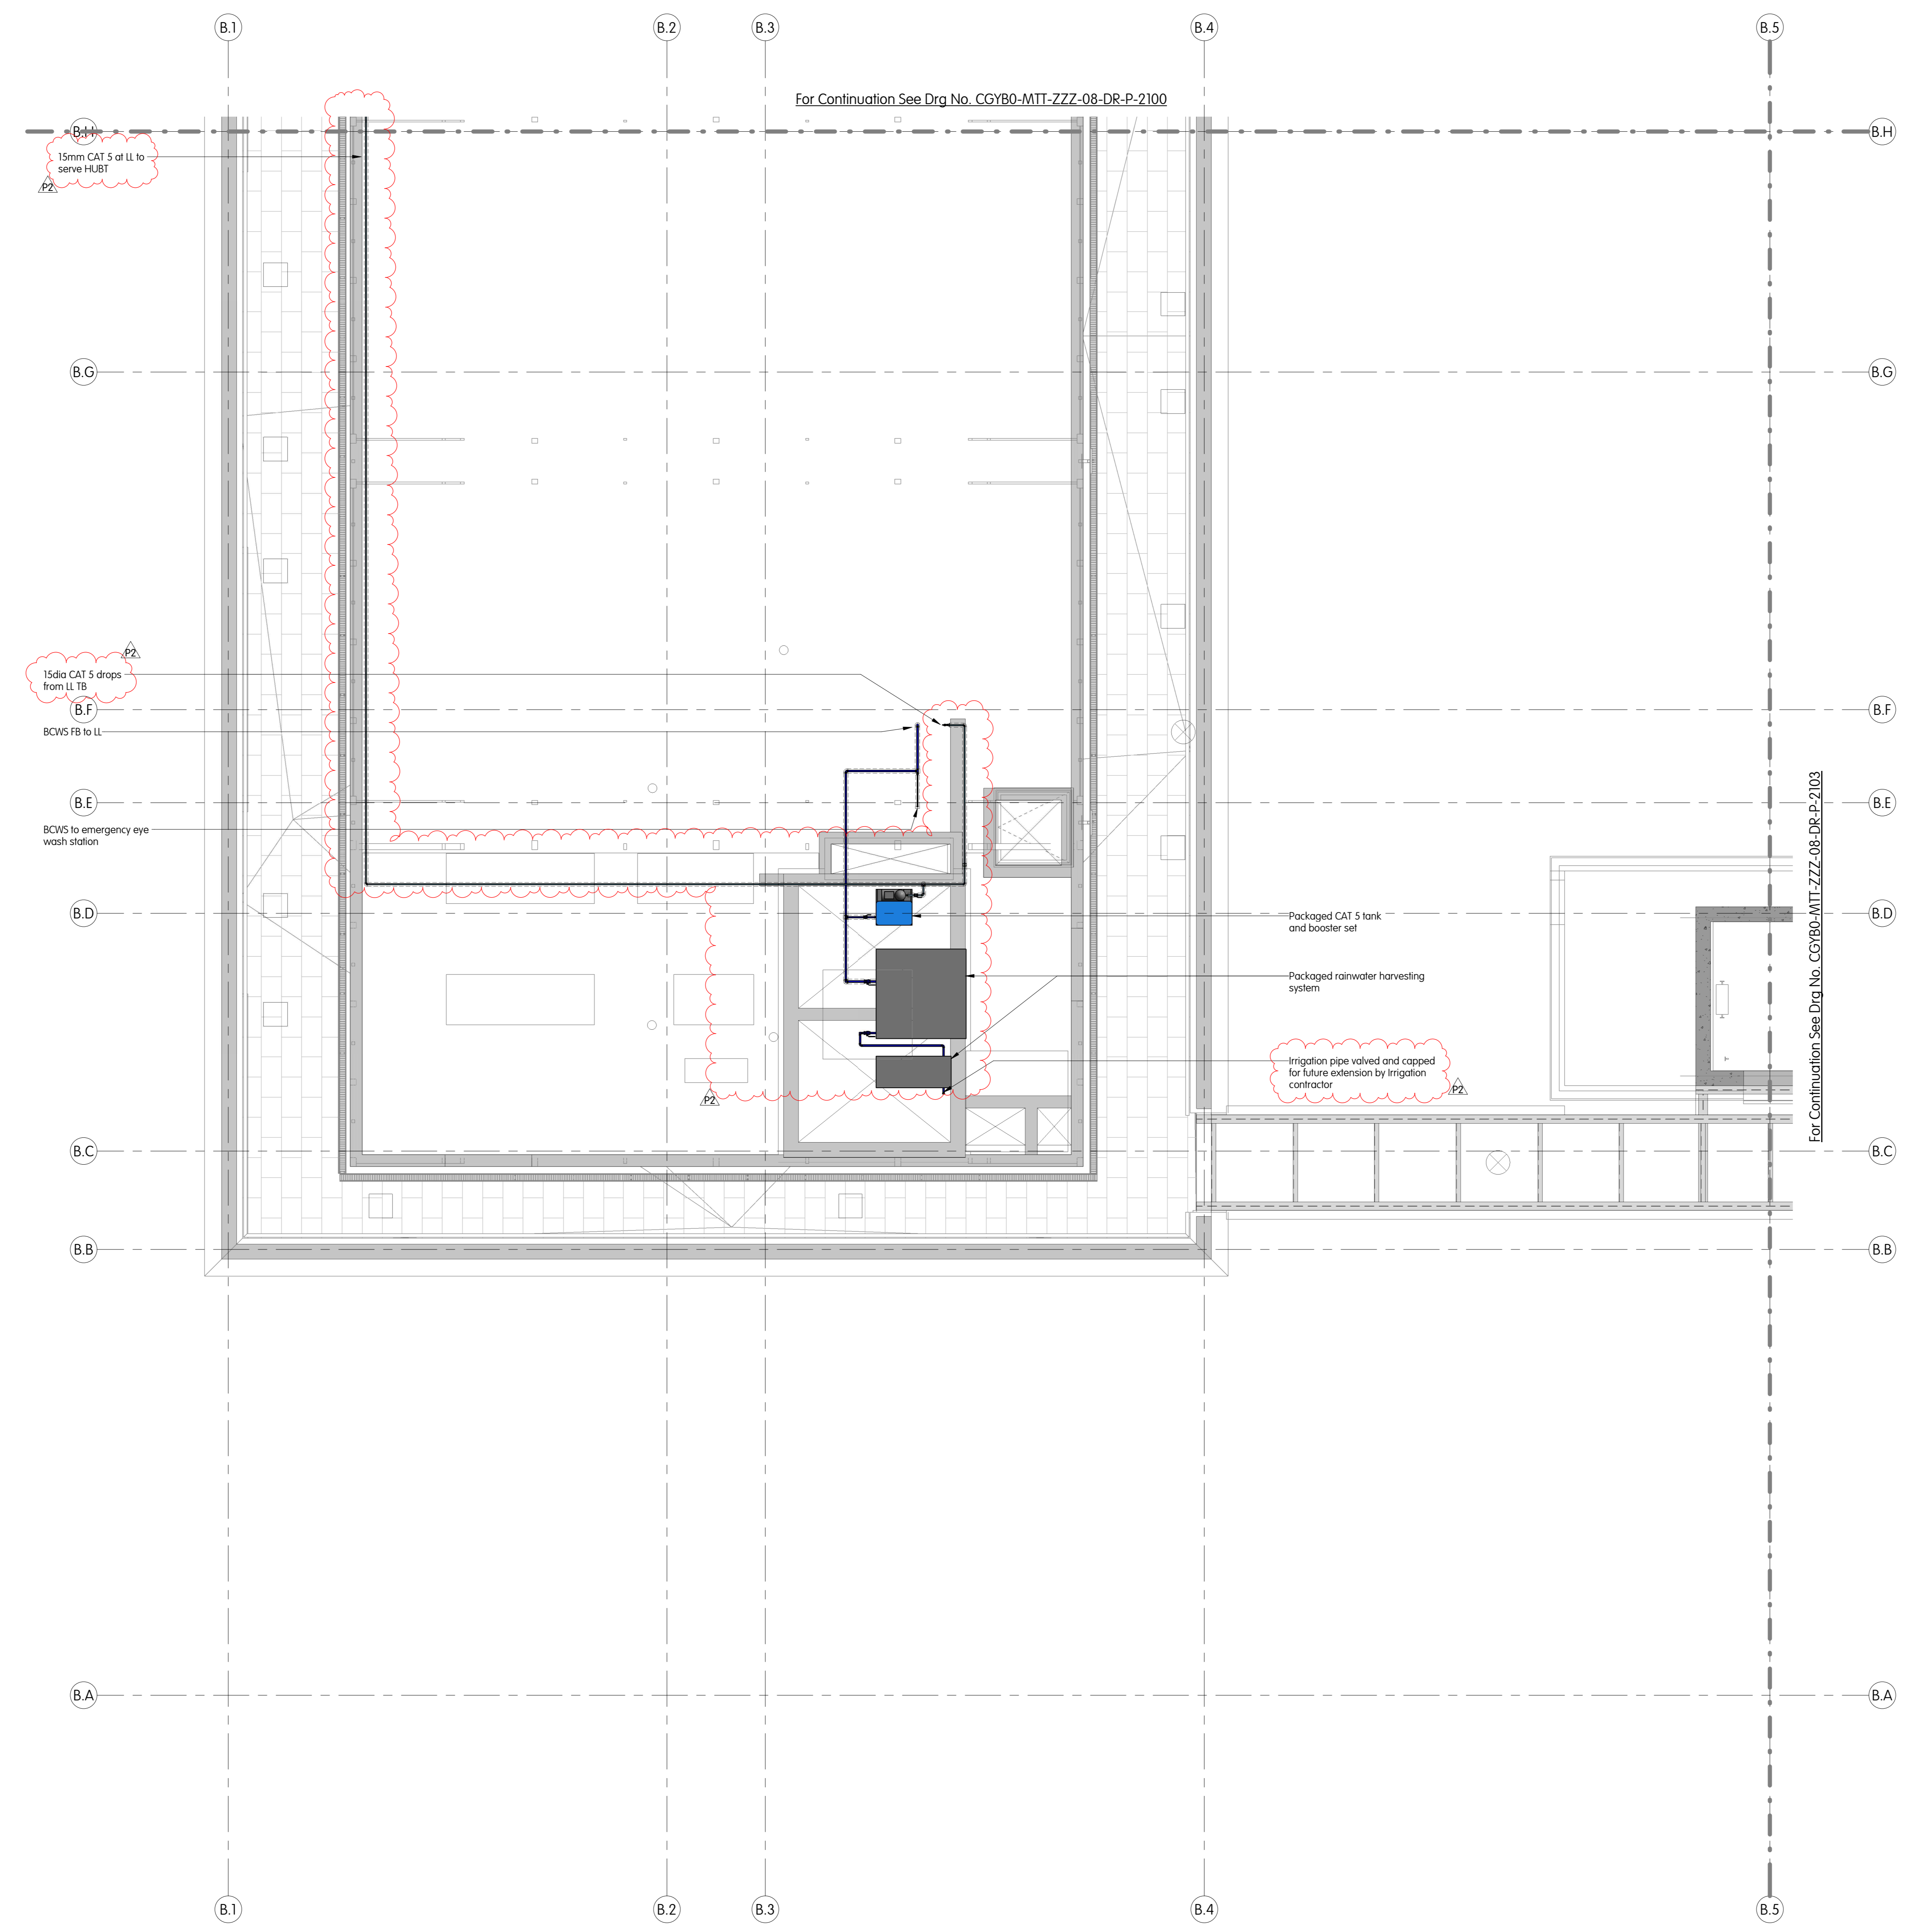 B.1
B.2
B.3
B.4
B.5
For Continuation See Drg No. CGYB0-MTT-ZZZ-08-DR-P-2100
B.H
B.H
15mm CAT 5 at LL to
serve HUBT
P2
B.G
B.G
P2
15dia CAT 5 drops
from LL TB
B.F
B.F
BCWS FB to LL
B.E
B.E
BCWS to emergency eye
wash station
For Continuation See Drg No. CGYB0-MTT-ZZZ-08-DR-P-2103
B.D
B.D
Packaged CAT 5 tank
and booster set
Packaged rainwater harvesting
system
Irrigation pipe valved and capped
for future extension by Irrigation
contractor
P2
P2
B.C
B.C
B.B
B.B
B.A
B.A
B.1
B.2
B.3
B.4
B.5